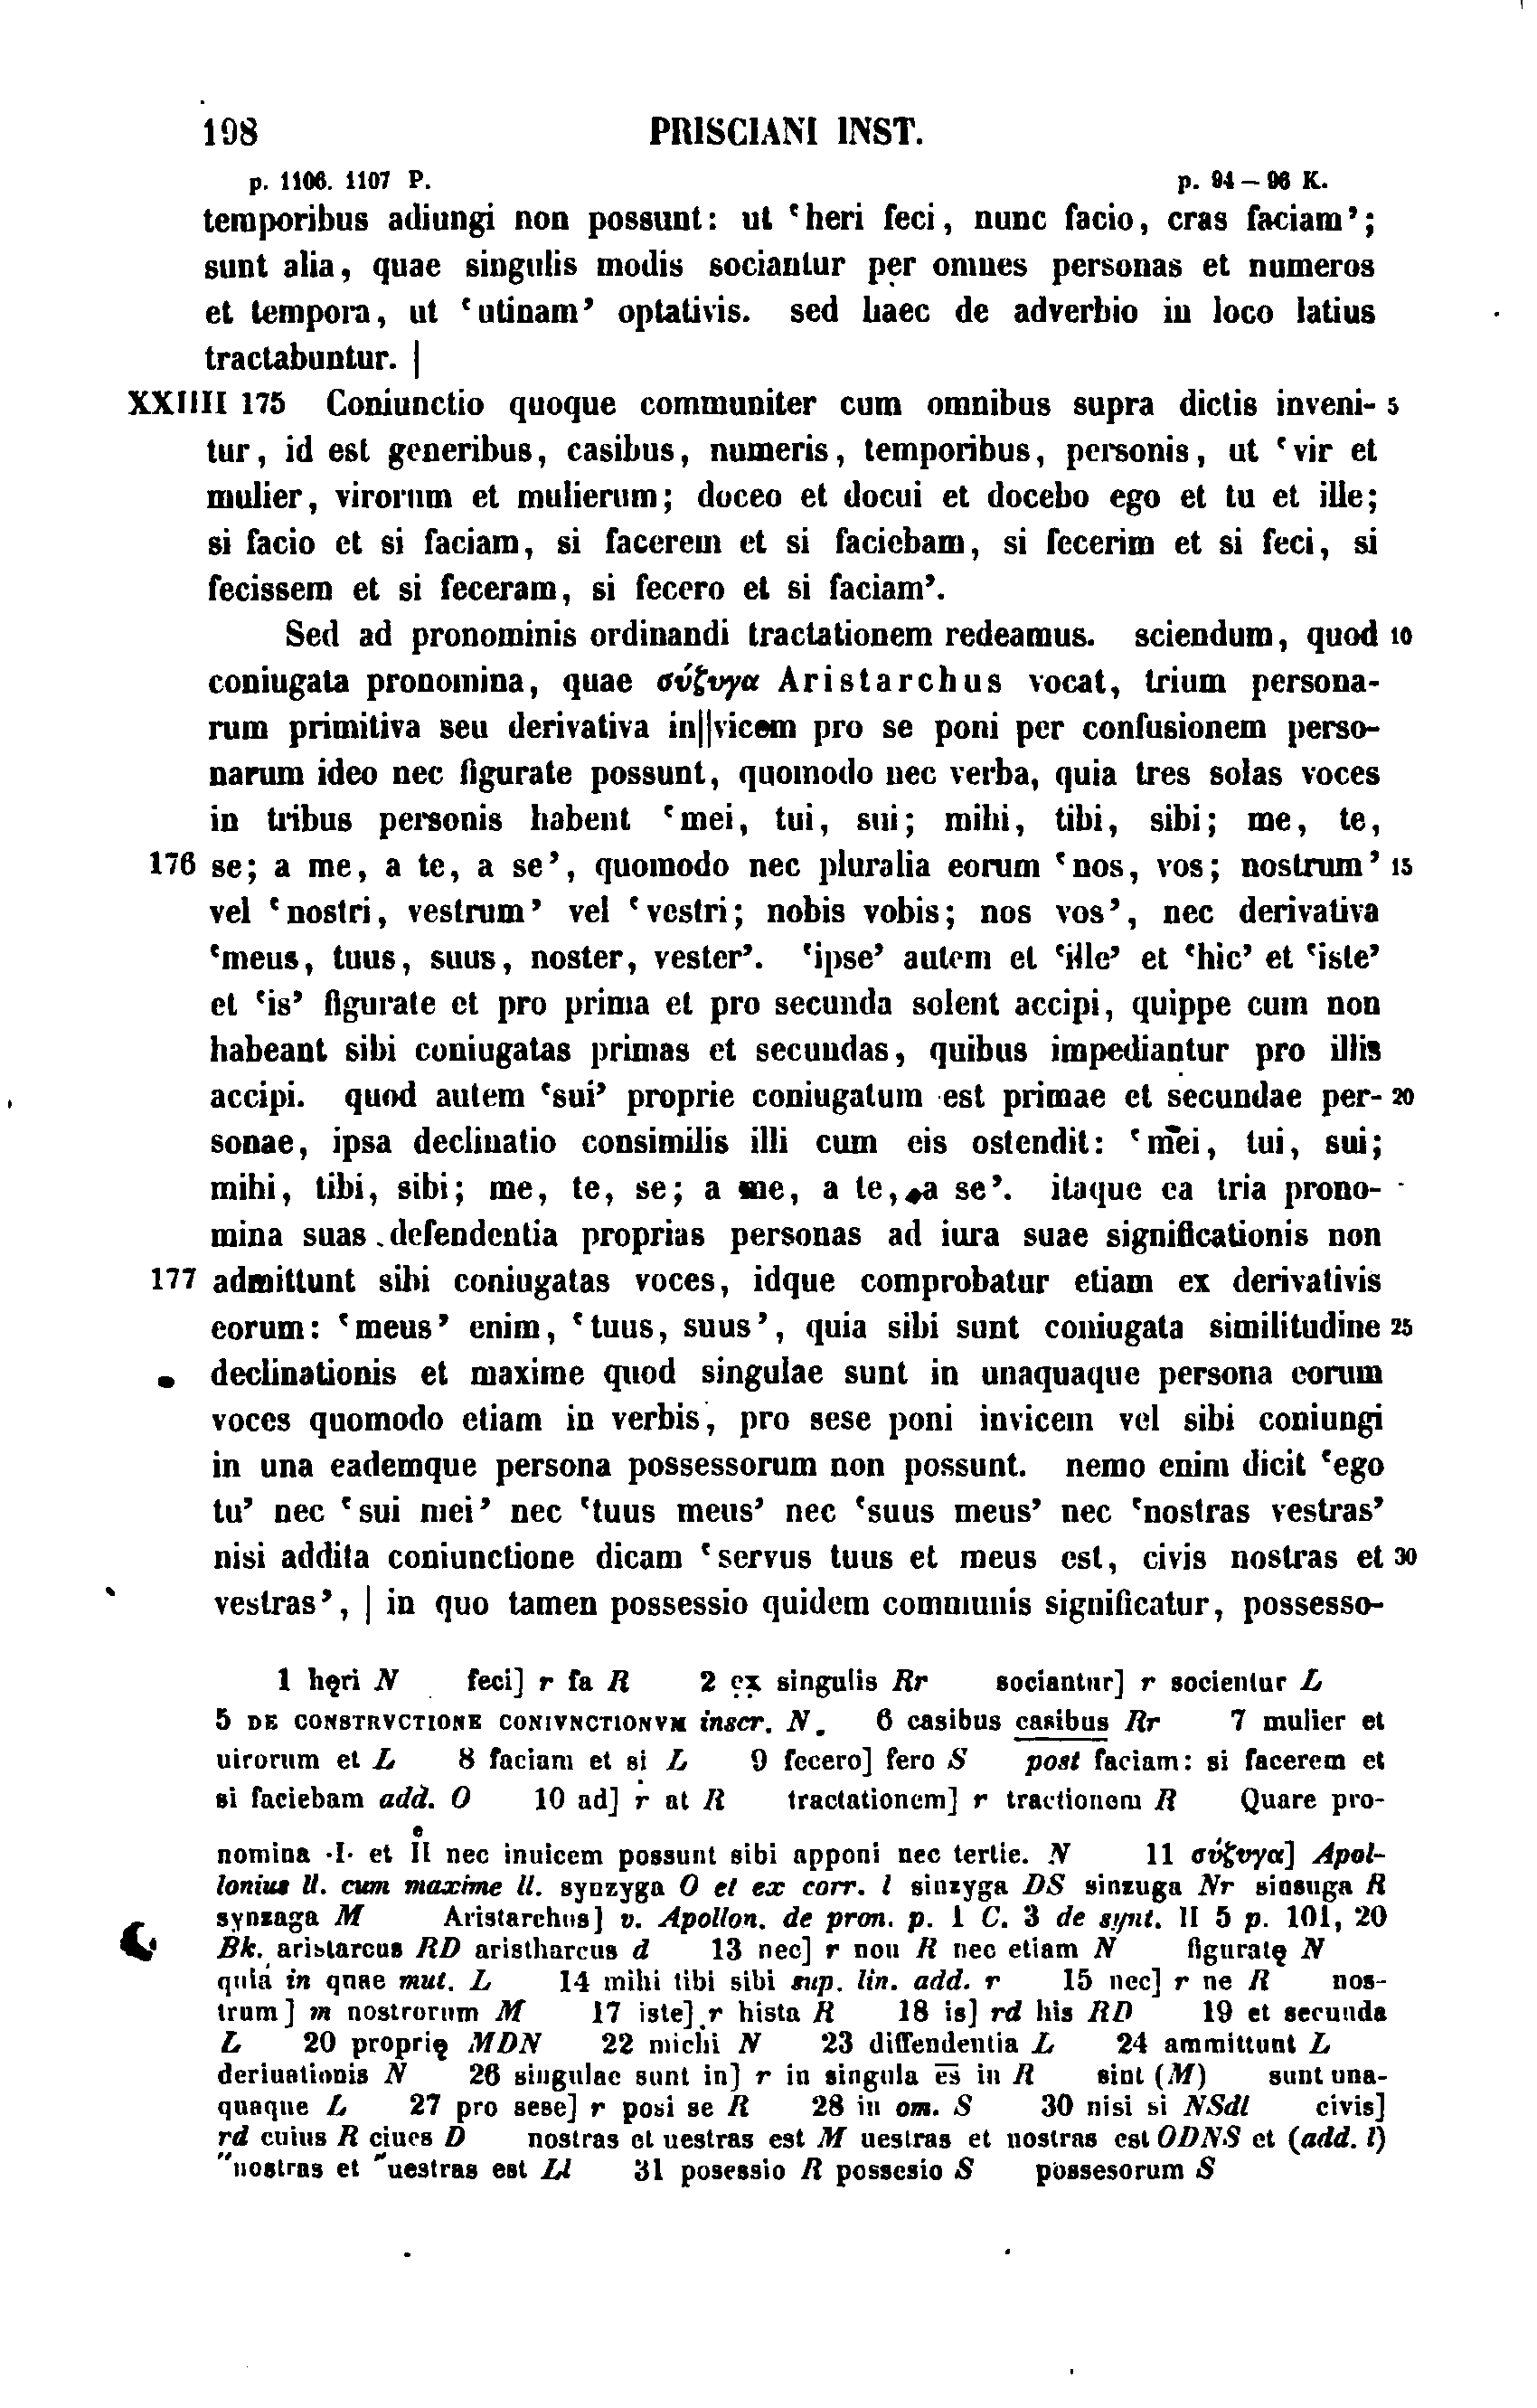 198 PRISCIANI INST.
p. 1106. 1107 P. p. 94 – 96 K.
temporibus adiungi non possunt: ut ‘heri feci, nunc facio, cras faciam’;
sunt alia, quae singulis modis sociantur per omnes personas et numeros
et tempora, ut ‘utinam’ optativis. sed haec de adverbio in loco latius
tractabuntur. |
XXIIII 175 Coniunctio quoque communiter cum omnibus supra dictis inveni- 5
tur, id est generibus, casibus, numeris, temporibus, personis, ut ‘vir et
mulier, virorum et mulierum; doceo et docui et docebo ego et tu et ille;
si facio et si faciam, si facerem et si faciebam, si fecerim et si feci, si
fecissem et si feceram, si fecero et si faciam’.
Sed ad pronominis ordinandi tractationem redeamus. sciendum, quod 10
coniugata pronomina, quae σύζυγα Aristarchus vocat, trium persona-
rum primitiva seu derivativa in||vicem pro se poni per confusionem perso-
narum ideo nec figurate possunt, quomodo nec verba, quia tres solas voces
in tribus personis habent ‘mei, tui, sui; mihi, tibi, sibi; me, te,
176 se; a me, a te, a se’, quomodo nec pluralia eorum ‘nos, vos; nostrum’ 15
vel ‘nostri, vestrum’ vel ‘vestri; nobis vobis; nos vos’, nec derivativa
‘meus, tuus, suus, noster, vester’. ‘ipse’ autem et ‘ille’ et ‘hic’ et ‘iste’
et ‘is’ figurate et pro prima et pro secunda solent accipi, quippe cum non
habeant sibi coniugatas primas et secundas, quibus impediantur pro illis
accipi. quod autem ‘sui’ proprie coniugatum est primae et secundae per- 20
sonae, ipsa declinatio consimilis illi cum eis ostendit: ‘mei, tui, sui;
mihi, tibi, sibi; me, te, se; a me, a te, a se’. itaque ea tria prono-
mina suas defendentia proprias personas ad iura suae significationis non
177 admittunt sibi coniugatas voces, idque comprobatur etiam ex derivativis
eorum: ‘meus’ enim, ‘tuus, suus’, quia sibi sunt coniugata similitudine 25
declinationis et maxime quod singulae sunt in unaquaque persona eorum
voces quomodo etiam in verbis, pro sese poni invicem vel sibi coniungi
in una eademque persona possessorum non possunt. nemo enim dicit ‘ego
tu’ nec ‘sui mei’ nec ‘tuus meus’ nec ‘suus meus’ nec ‘nostras vestras’
nisi addita coniunctione dicam ‘servus tuus et meus est, civis nostras et 30
vestras’, | in quo tamen possessio quidem communis significatur, possesso-
1 hęri N feci] r fa R 2 ẹx̣ singulis Rr sociantur] r socientur L
5 DE CONSTRVCTIONE CONIVNCTIONVM inscr. N. 6 casibus casibus Rr 7 mulier et
uirorum et L 8 faciam et si L 9 fecero] fero S post faciam: si facerem et
si faciebam add. O 10 ad] r at R tractationem] r tractionem R Quare pro-
nomina ·I· et II nec inuicem possunt sibi apponi nec tertie. N 11 σύζυγα] Apol-
lonius ll. cum maxime ll. synzyga O et ex corr. l sinzyga DS sinzuga Nr sinsuga R
synzaga M Aristarchus] v. Apollon. de pron. p. 1 C. 3 de synt. II 5 p. 101, 20
Bk. aristarcus RD aristharcus d 13 nec] r non R nec etiam N figuratę N
quia in quae mut. L 14 mihi tibi sibi sup. lin. add. r 15 nec] r ne R nos-
trum] m nostrorum M 17 iste] r hista R 18 is] rd his RD 19 et secunda
L 20 proprię MDN 22 michi N 23 diffendentia L 24 ammittunt L
deriuationis N 26 singulae sunt in] r in singula e̅s̅ in R sint (M) sunt una-
quaque L 27 pro sese] r posi se R 28 in om. S 30 nisi si NSdl civis]
rd cuius R ciues D nostras et uestras est M uestras et nostras est ODNS et (add. l)
"nostras et "uestras est Ll 31 posessio R possesio S possesorum S